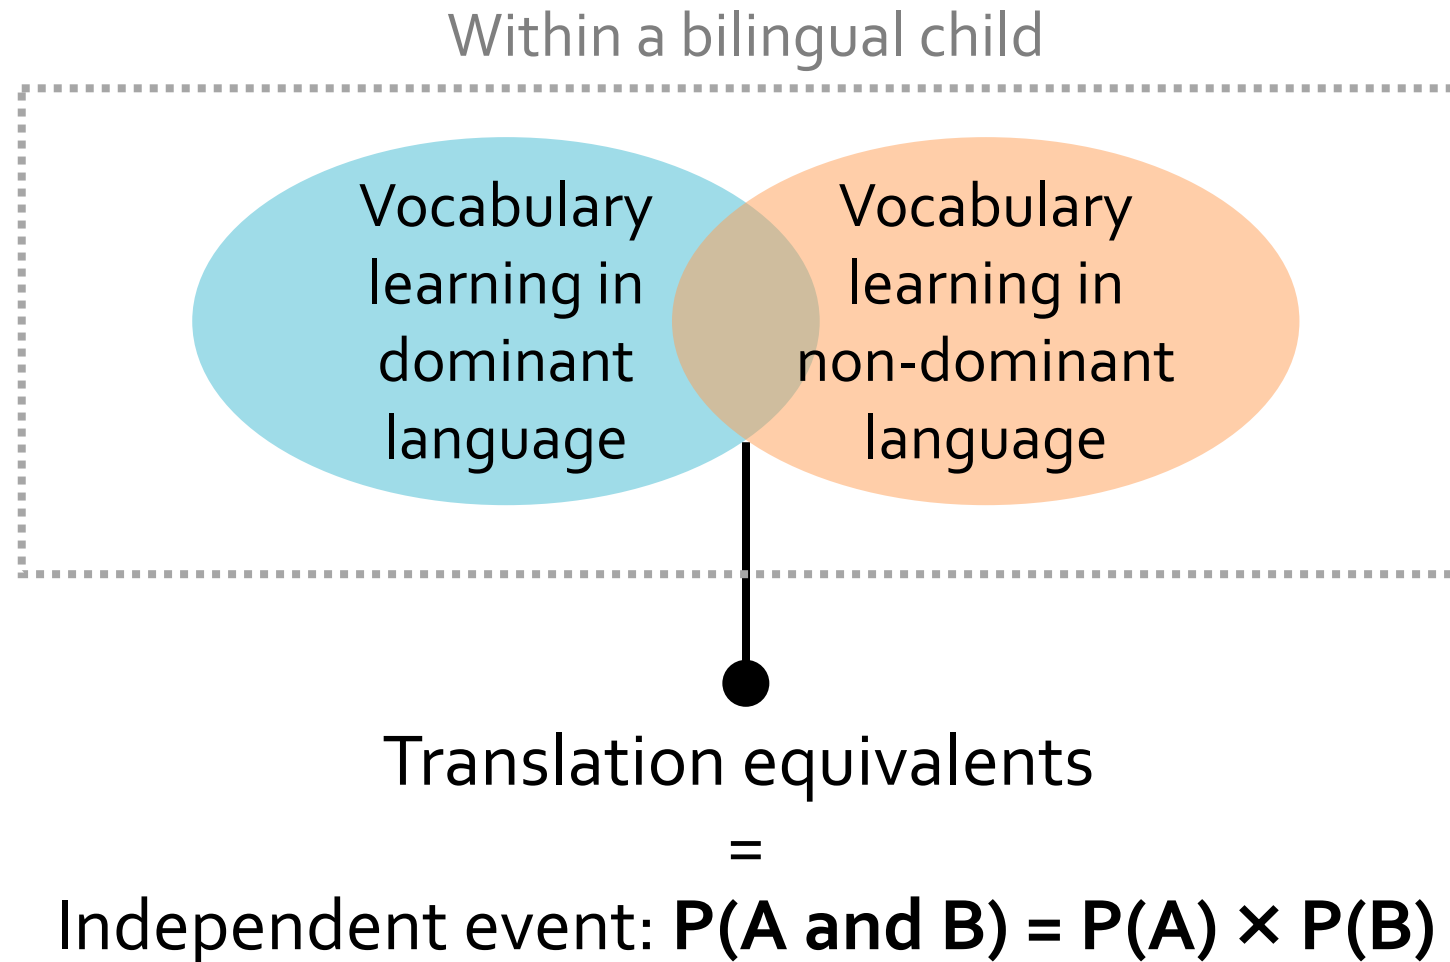 Within a bilingual child
Vocabulary
learning in
dominant
language
Vocabulary
learning in
non-dominant
language
Translation equivalents
=
Independent event: P(A and B) = P(A) × P(B)